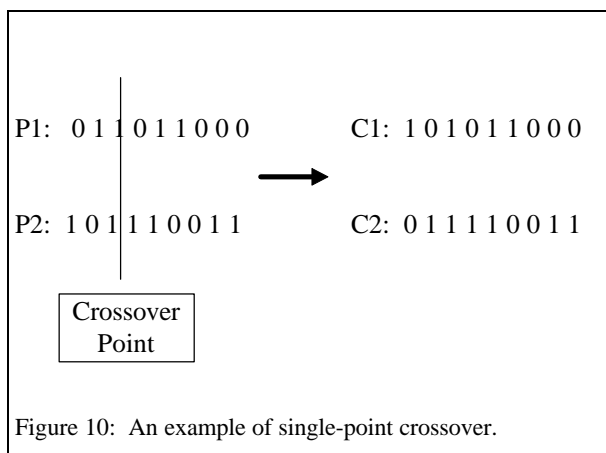 P1: 0 1 1 0 1 1 0 0 0
C1: 1 0 1 0 1 1 0 0 0
P2: 1 0 1 1 1 0 0 1 1
C2: 0 1 1 1 1 0 0 1 1
Crossover
Point
Figure 10: An example of single-point crossover.